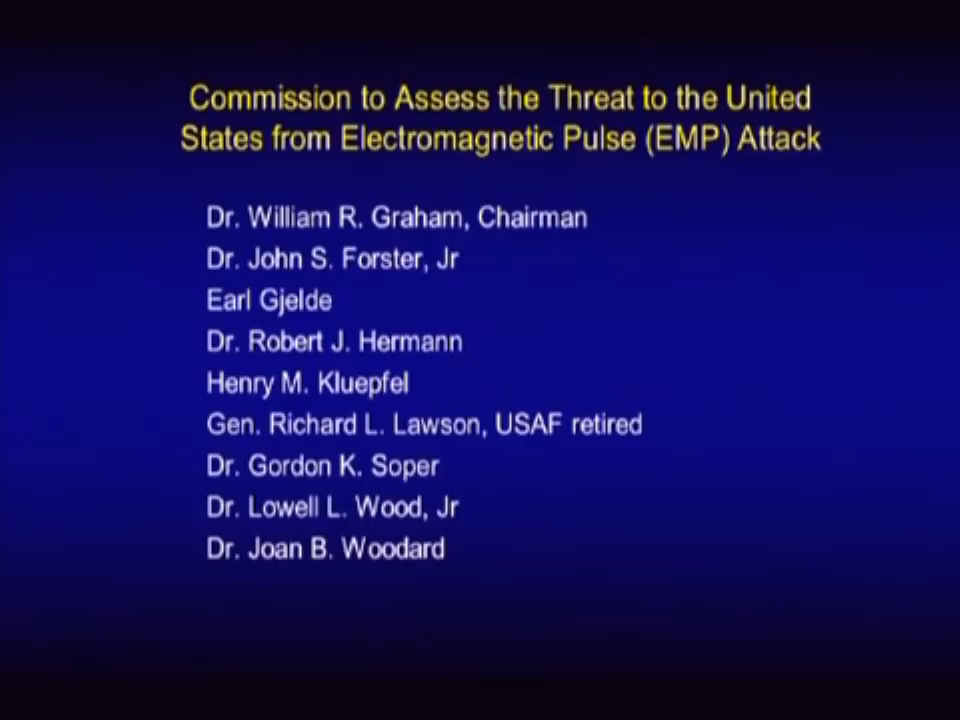 Commission to Assess the Threat to the United
States from Electromagnetic Pulse (EMP) Attack
Dr. William R. Graham, Chairman
Dr. John S. Forster, Jr
Earl Gjelde
Dr. Robert J. Hermann
Henry M. Kluepfel
Gen. Richard L. Lawson, USAF retired
Dr. Gordon K. Soper
Dr. Lowell L. Wood, Jr
Dr. Joan B. Woodard